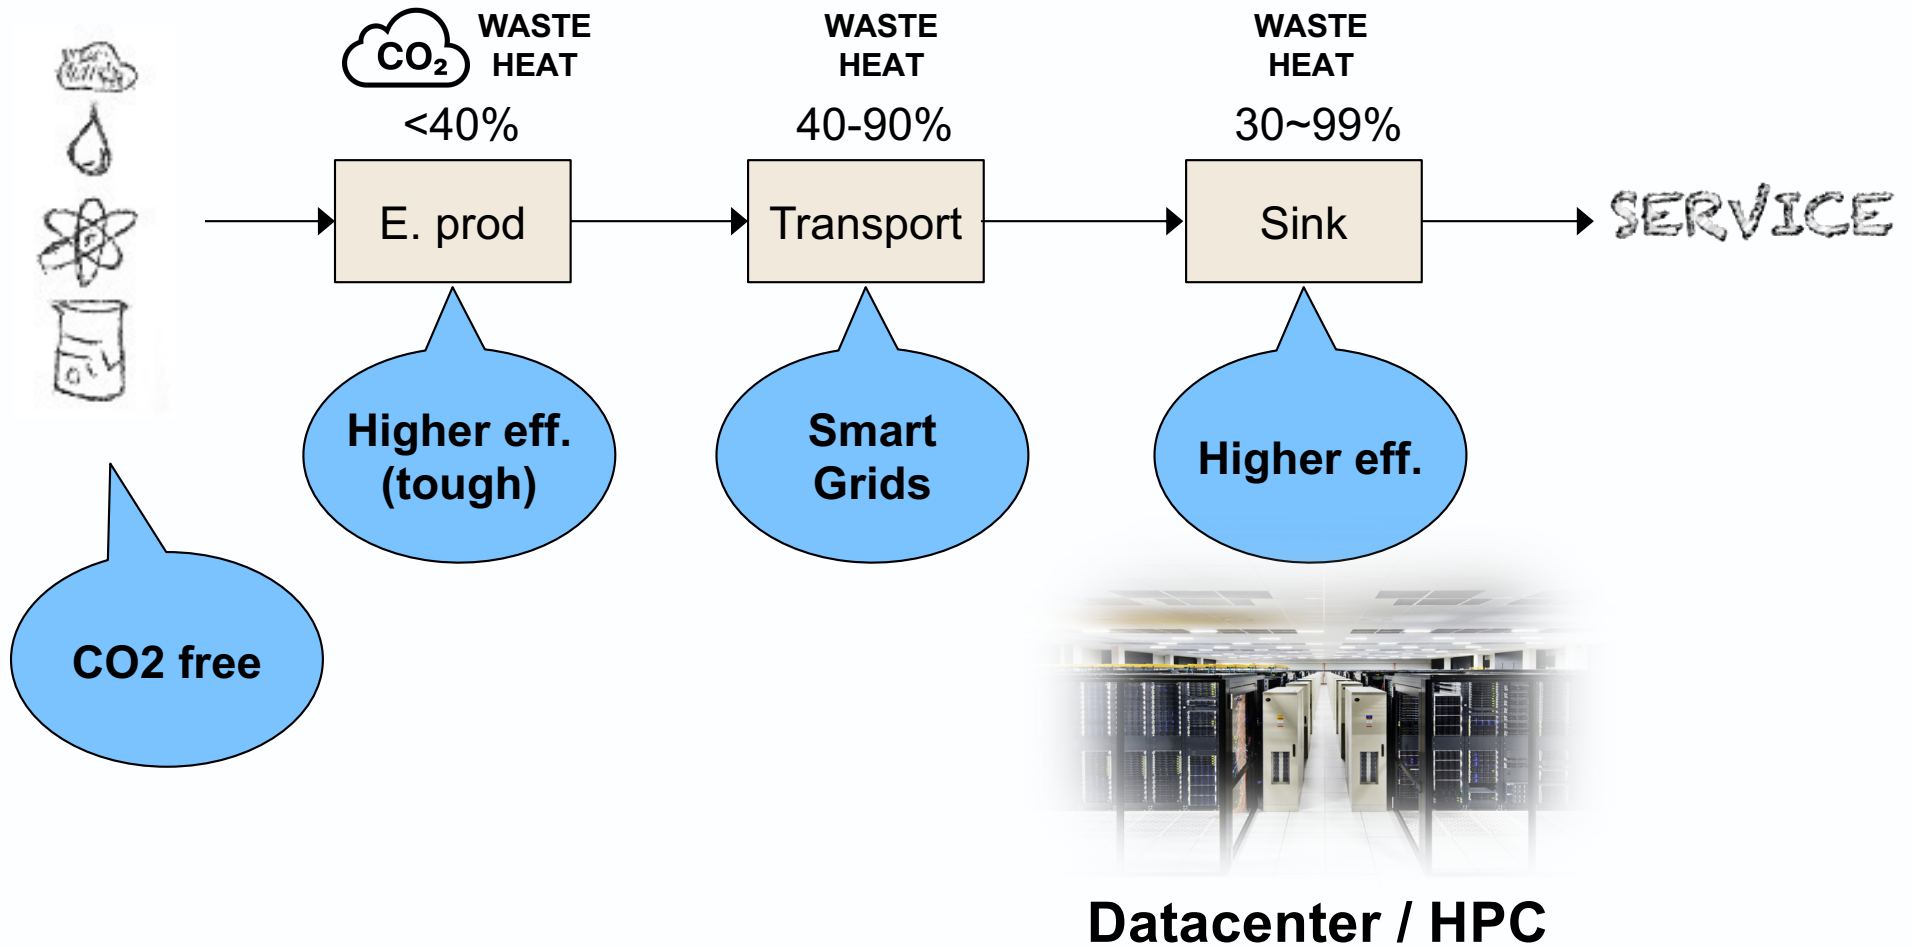 CO₂
WASTE
HEAT
<40%
WASTE
HEAT
40-90%
WASTE
HEAT
30~99%
E. prod
Transport
Sink
SERVICE
Higher eff.
(tough)
Smart
Grids
Higher eff.
CO2 free
Datacenter / HPC